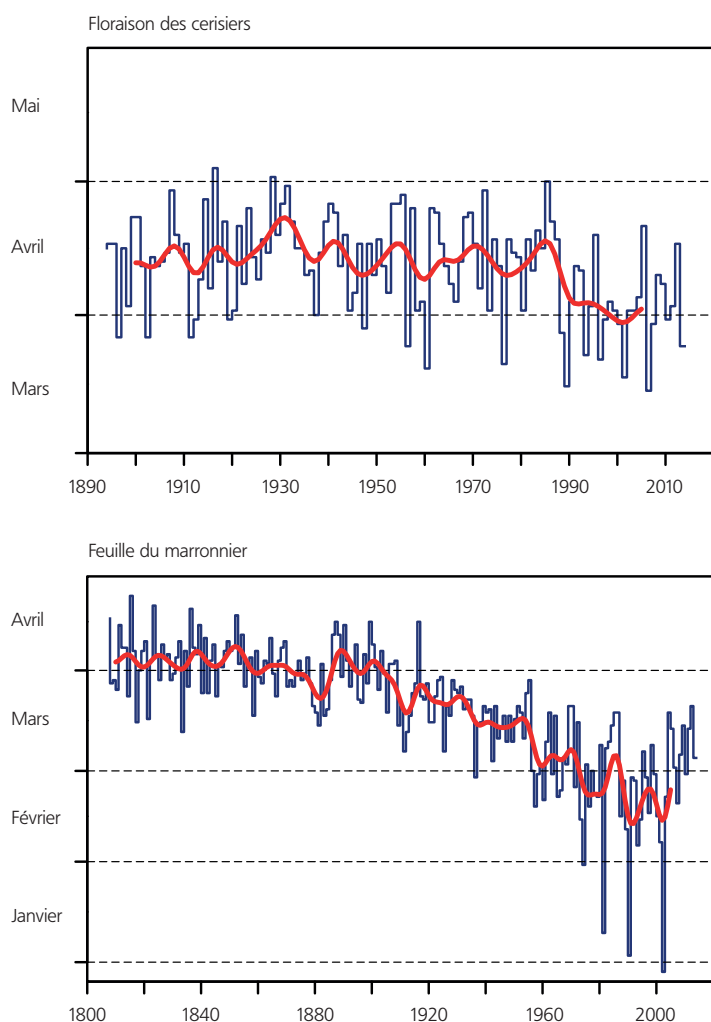 Floraison des cerisiers
Mai
Avril
Mars
1890 1910 1930 1950 1970 1990 2010
Feuille du marronnier
Avril
Mars
Février
Janvier
1800 1840 1880 1920 1960 2000